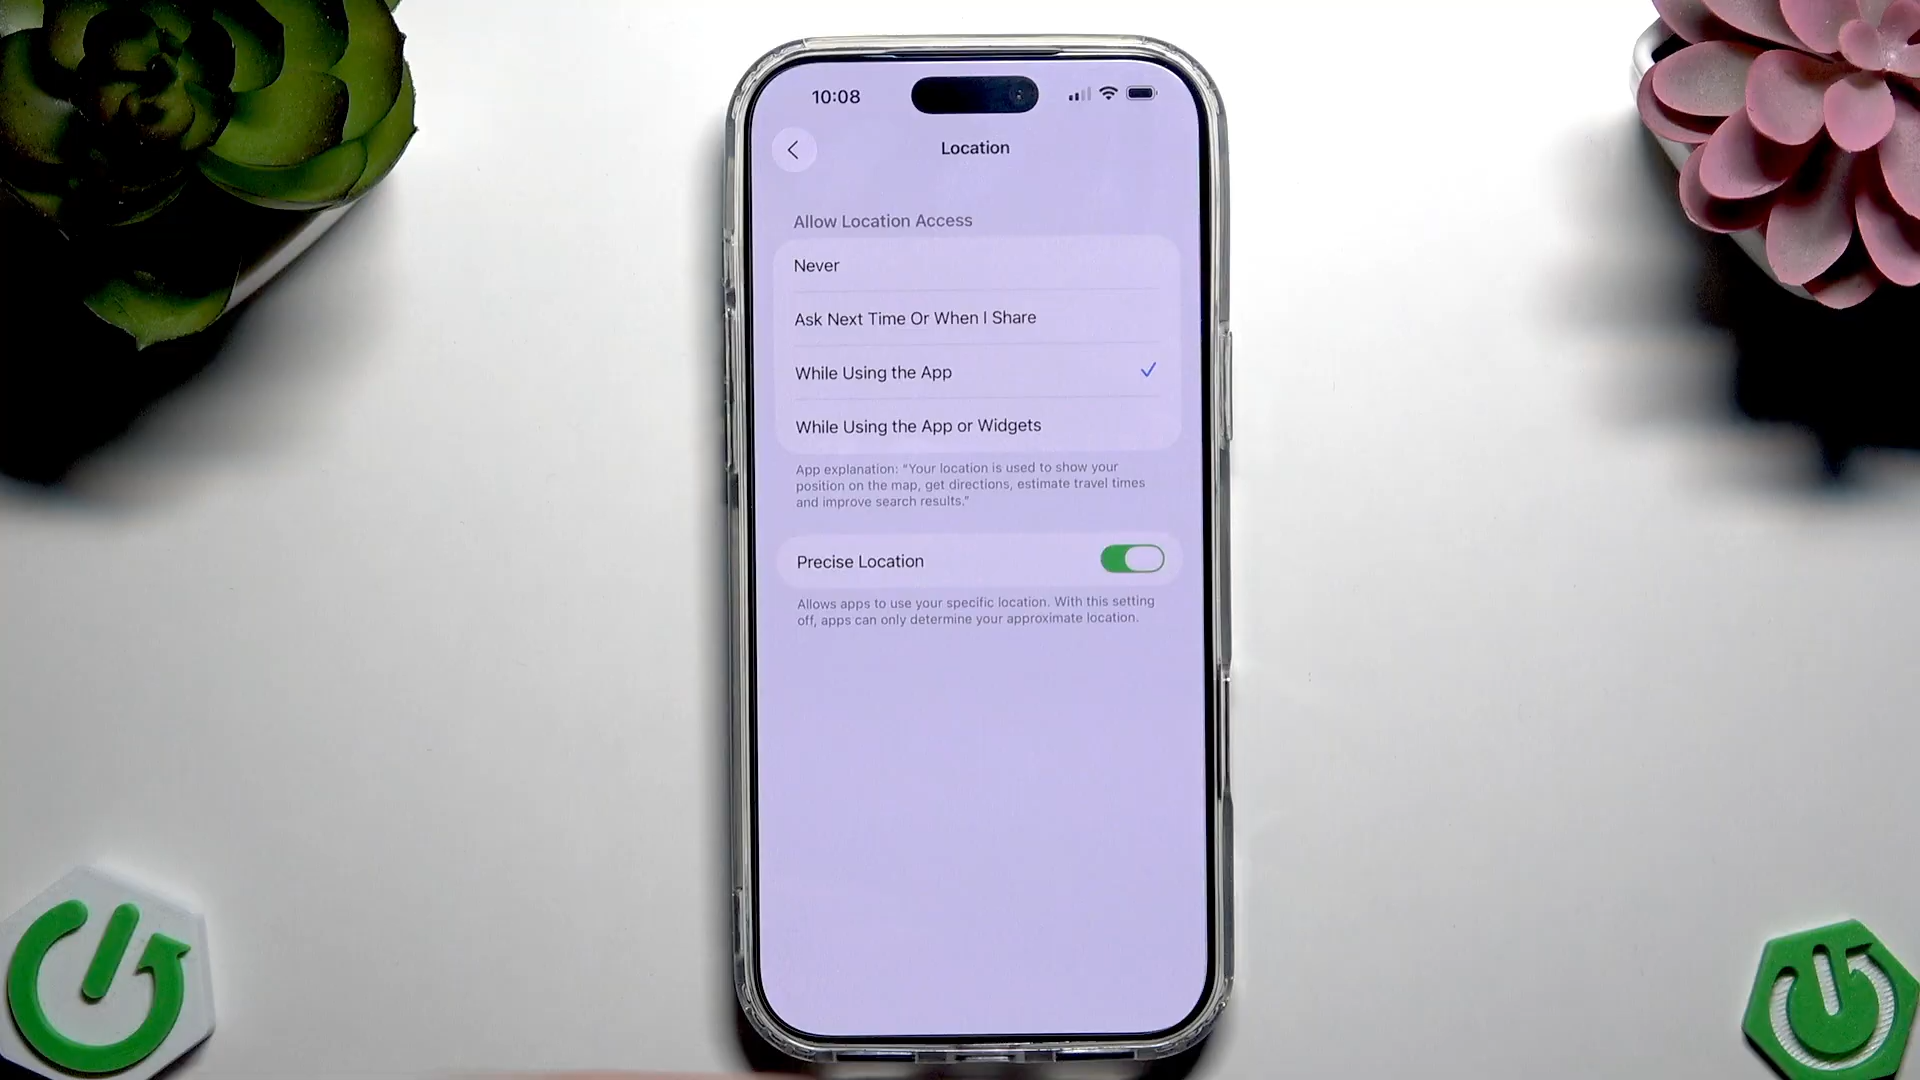 10:08
Location
Allow Location Access
Never
Ask Next Time Or When I Share
While Using the App
While Using the App or Widgets
App explanation: “Your location is used to show your
position on the map, get directions, estimate travel times
and improve search results.”
Precise Location
Allows apps to use your specific location. With this setting
off, apps can only determine your approximate location.